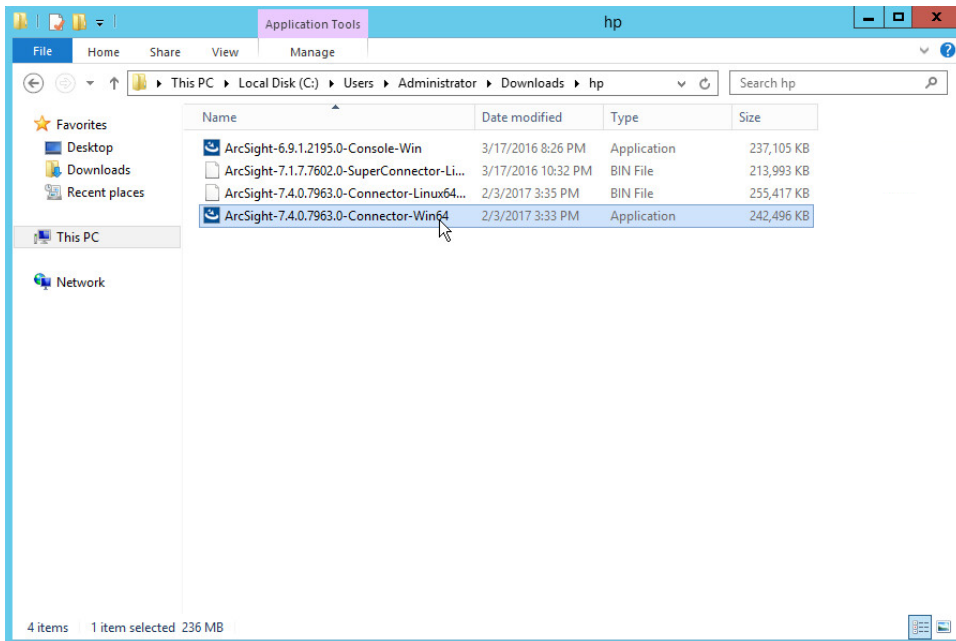 Application Tools hp
File Home Share View Manage
This PC Local Disk (C:) Users Administrator Downloads hp Search hp
Favorites
Desktop
Downloads
Recent places
This PC
Network
Name Date modified Type Size
ArcSight-6.9.1.2195.0-Console-Win 3/17/2016 8:26 PM Application 237,105 KB
ArcSight-7.1.7.7602.0-SuperConnector-Li... 3/17/2016 10:32 PM BIN File 213,993 KB
ArcSight-7.4.0.7963.0-Connector-Linux64... 2/3/2017 3:35 PM BIN File 255,417 KB
ArcSight-7.4.0.7963.0-Connector-Win64 2/3/2017 3:33 PM Application 242,496 KB
4 items 1 item selected 236 MB